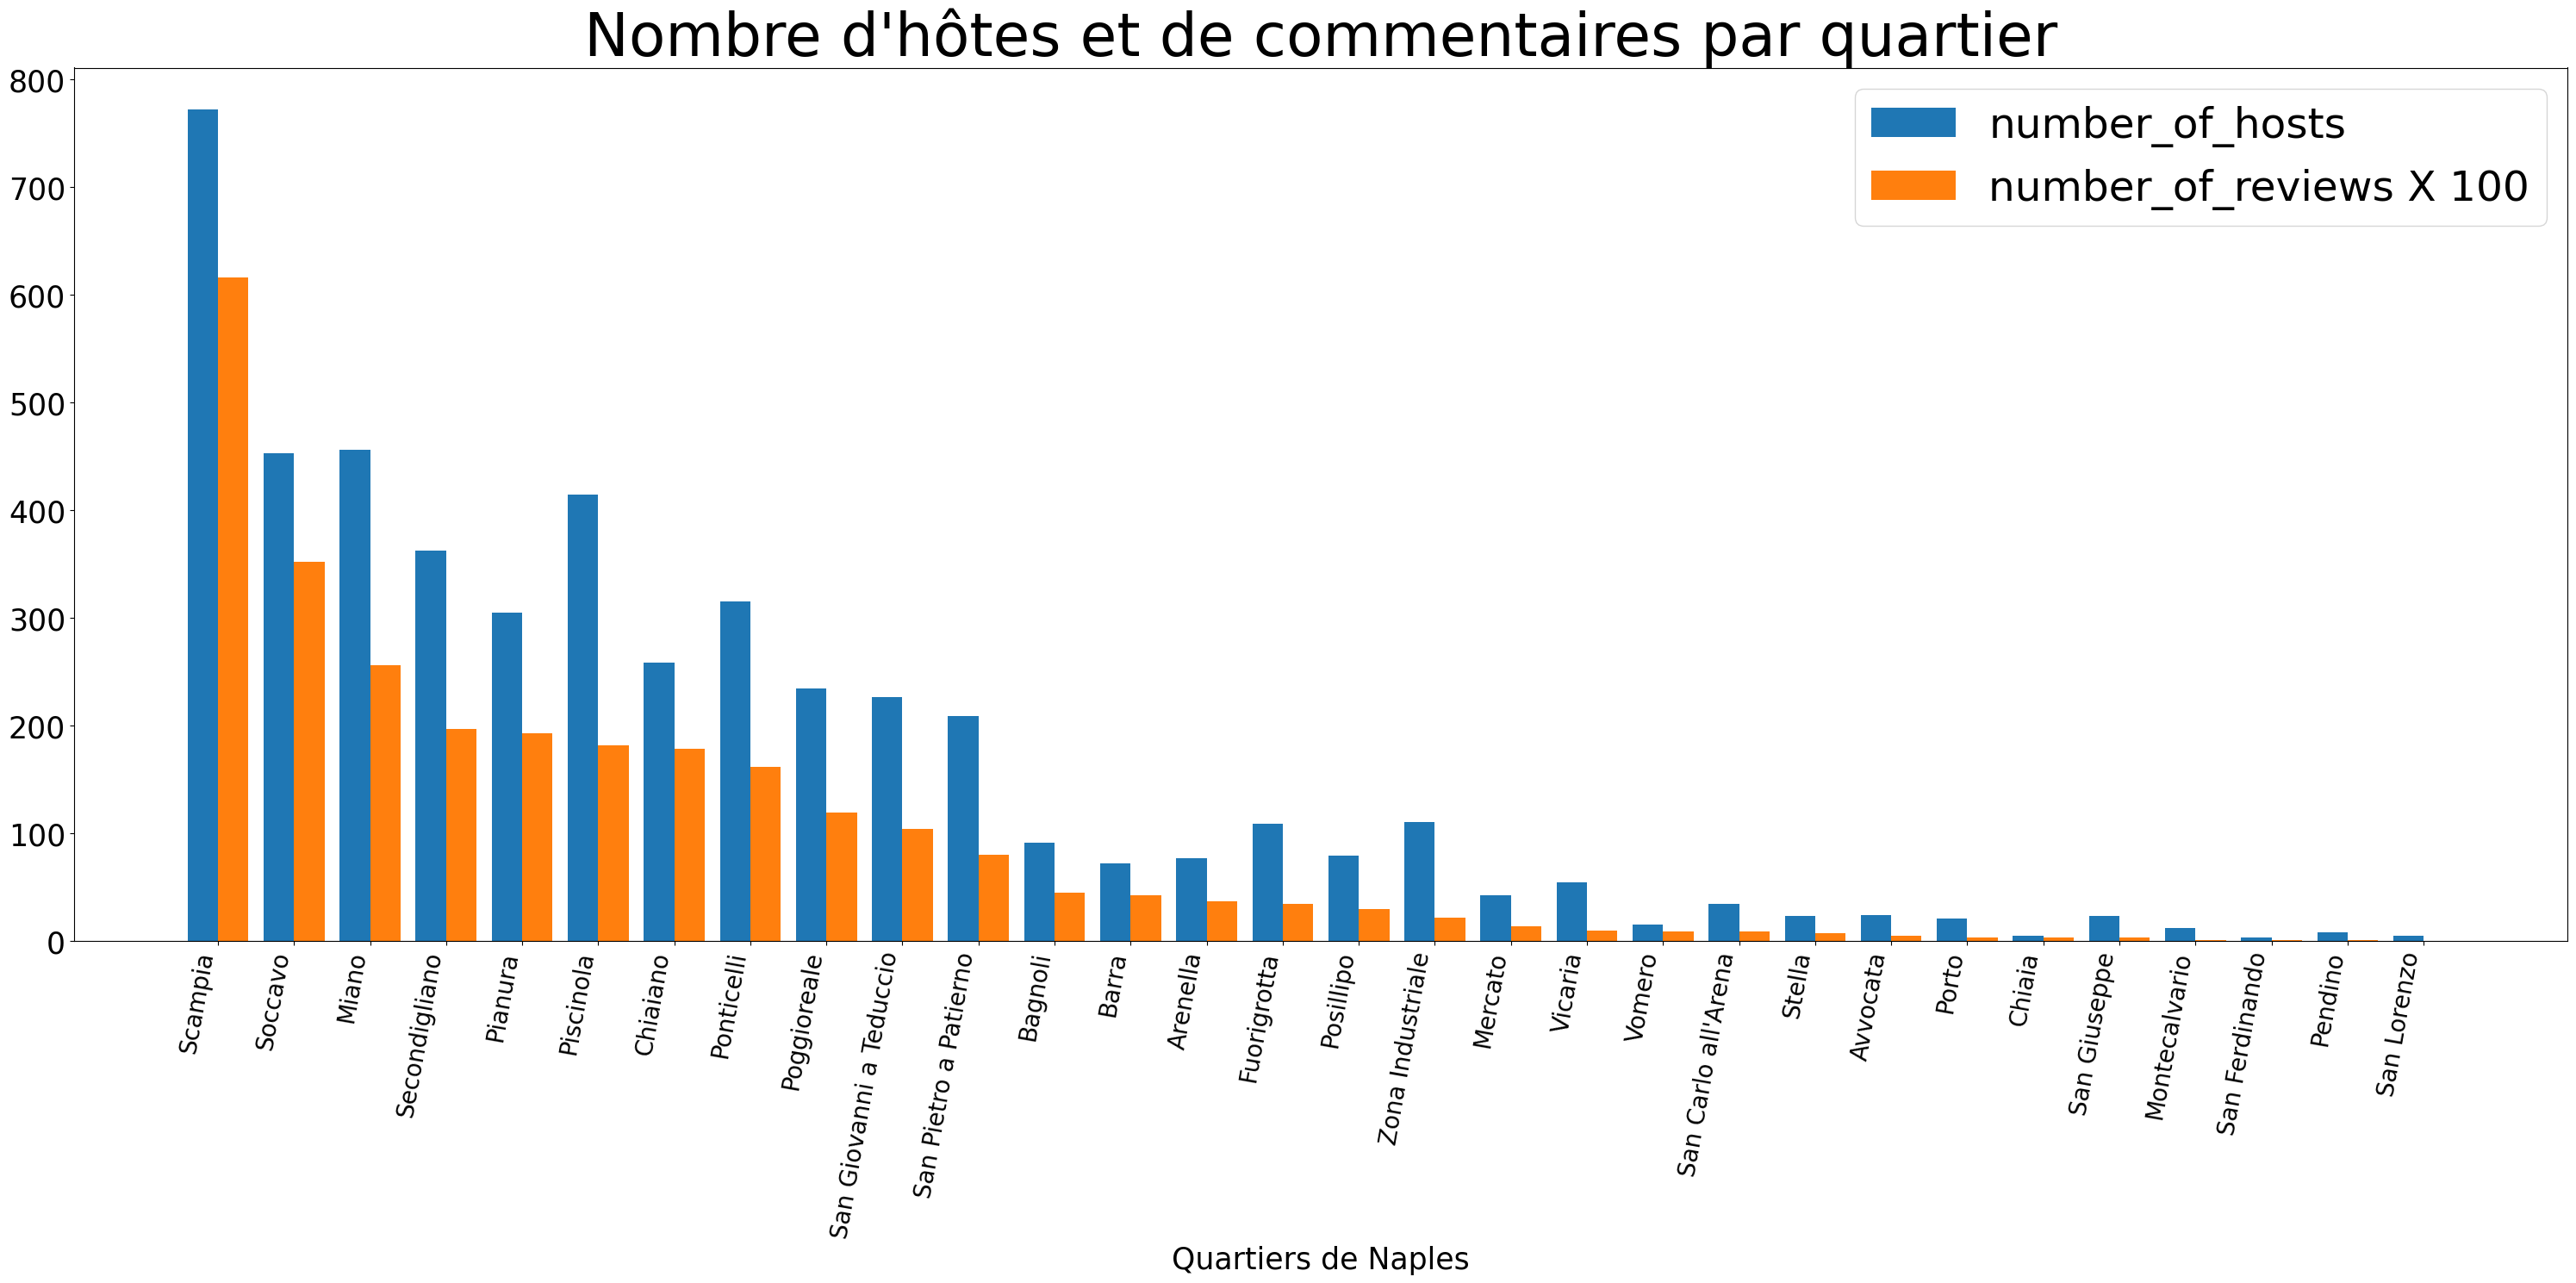 Nombre d'hôtes et de commentaires par quartier
800
700
600
500
400
300
200
100
0
number_of_hosts
number_of_reviews X 100
Scampia
Soccavo
Miano
Secondigliano
Pianura
Piscinola
Chiaiano
Ponticelli
Poggioreale
San Giovanni a Teduccio
San Pietro a Patierno
Bagnoli
Barra
Arenella
Fuorigrotta
Posillipo
Zona Industriale
Mercato
Vicaria
Vomero
San Carlo all'Arena
Stella
Avvocata
Porto
Chiaia
San Giuseppe
Montecalvario
San Ferdinando
Pendino
San Lorenzo
Quartiers de Naples